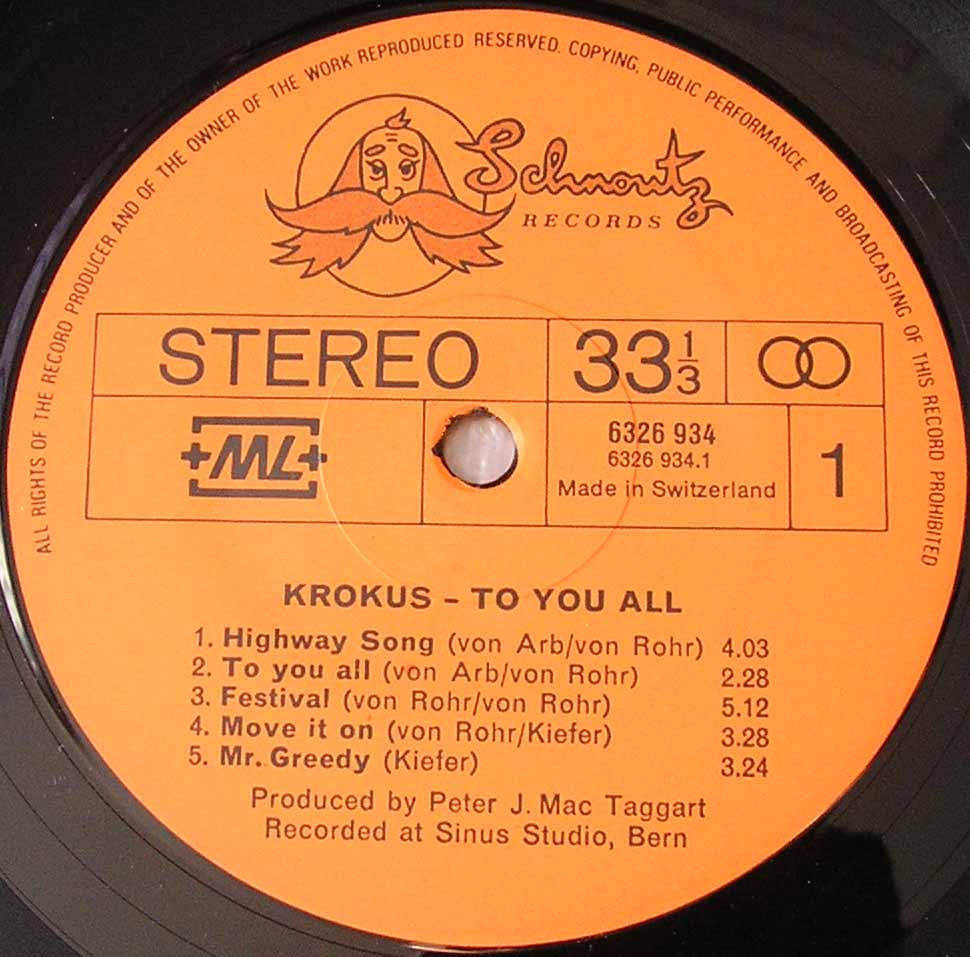 ALL RIGHTS OF THE RECORD PRODUCER AND OF THE OWNER OF THE WORK REPRODUCED RESERVED. COPYING, PUBLIC PERFORMANCE AND BROADCASTING OF THIS RECORD PROHIBITED
Schnoutz
RECORDS
STEREO
33 1/3
+ML+
6326 934
6326 934.1
Made in Switzerland
1
KROKUS - TO YOU ALL
1. Highway Song (von Arb/von Rohr) 4.03
2. To you all (von Arb/von Rohr) 2.28
3. Festival (von Rohr/von Rohr) 5.12
4. Move it on (von Rohr/Kiefer) 3.28
5. Mr. Greedy (Kiefer) 3.24
Produced by Peter J. Mac Taggart
Recorded at Sinus Studio, Bern